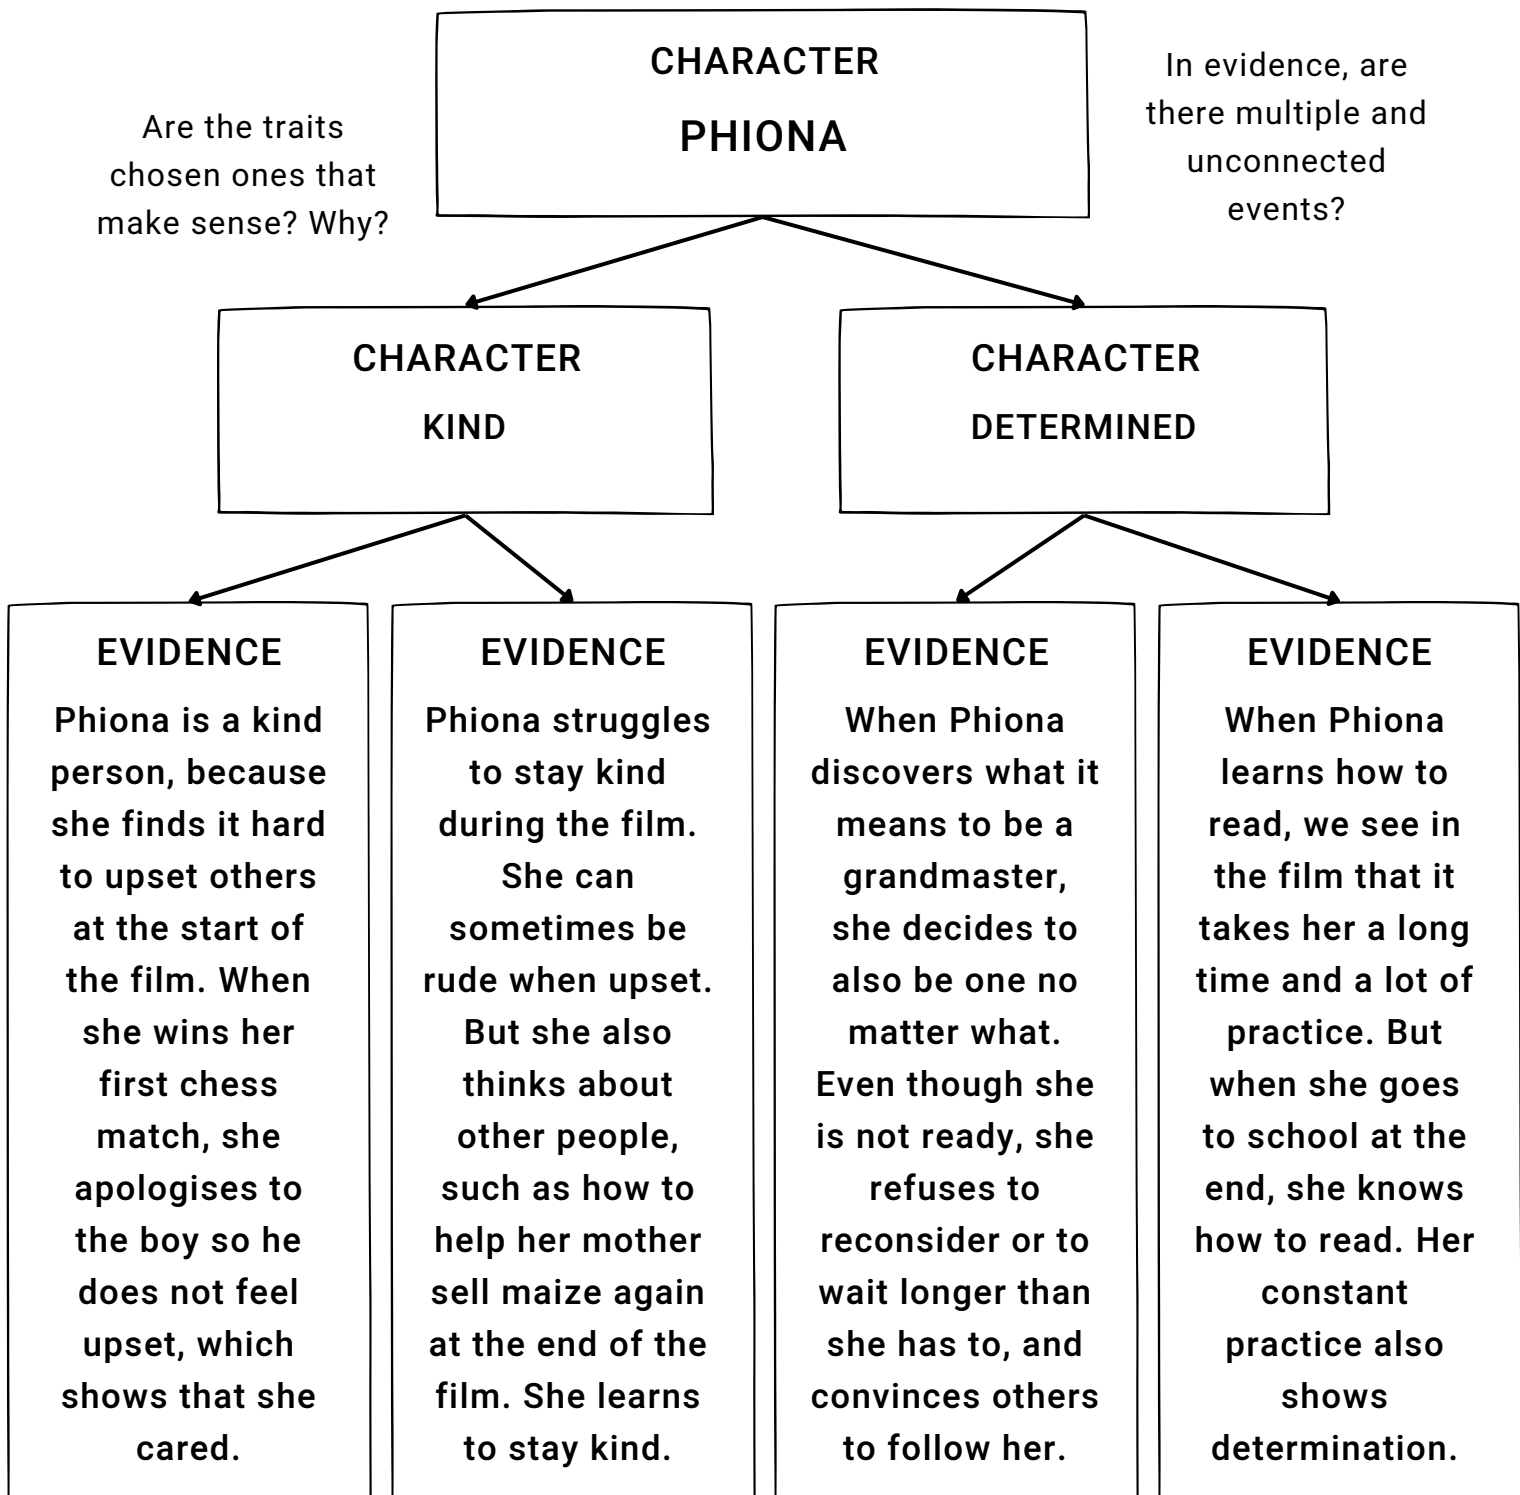 CHARACTER
PHIONA
Are the traits
chosen ones that
make sense? Why?
In evidence, are
there multiple and
unconnected
events?
CHARACTER
KIND
CHARACTER
DETERMINED
EVIDENCE
Phiona is a kind
person, because
she finds it hard
to upset others
at the start of
the film. When
she wins her
first chess
match, she
apologises to
the boy so he
does not feel
upset, which
shows that she
cared.
EVIDENCE
Phiona struggles
to stay kind
during the film.
She can
sometimes be
rude when upset.
But she also
thinks about
other people,
such as how to
help her mother
sell maize again
at the end of the
film. She learns
to stay kind.
EVIDENCE
When Phiona
discovers what it
means to be a
grandmaster,
she decides to
also be one no
matter what.
Even though she
is not ready, she
refuses to
reconsider or to
wait longer than
she has to, and
convinces others
to follow her.
EVIDENCE
When Phiona
learns how to
read, we see in
the film that it
takes her a long
time and a lot of
practice. But
when she goes
to school at the
end, she knows
how to read. Her
constant
practice also
shows
determination.